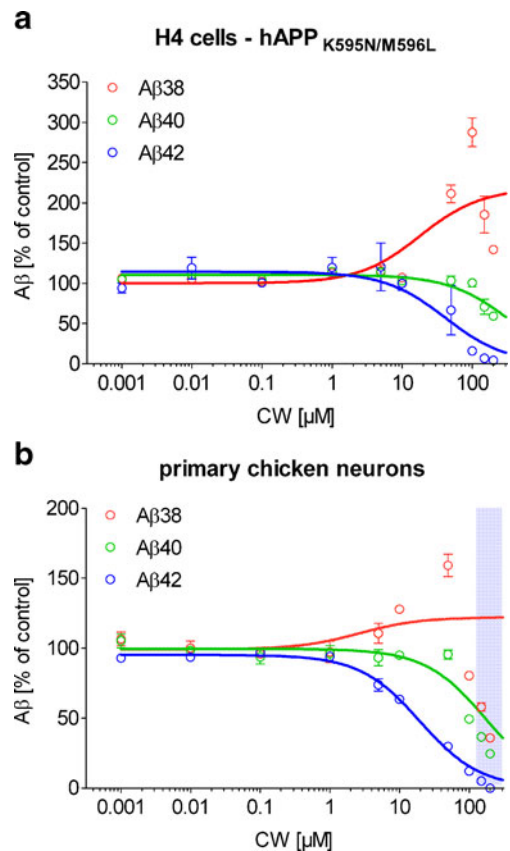 a
H4 cells - hAPP K595N/M596L
Aβ38
Aβ40
Aβ42
350
300
250
200
150
100
50
0
Aβ [% of control]
0.001 0.01 0.1 1 10 100
CW [µM]
b
primary chicken neurons
Aβ38
Aβ40
Aβ42
200
150
100
50
0
Aβ [% of control]
0.001 0.01 0.1 1 10 100
CW [µM]